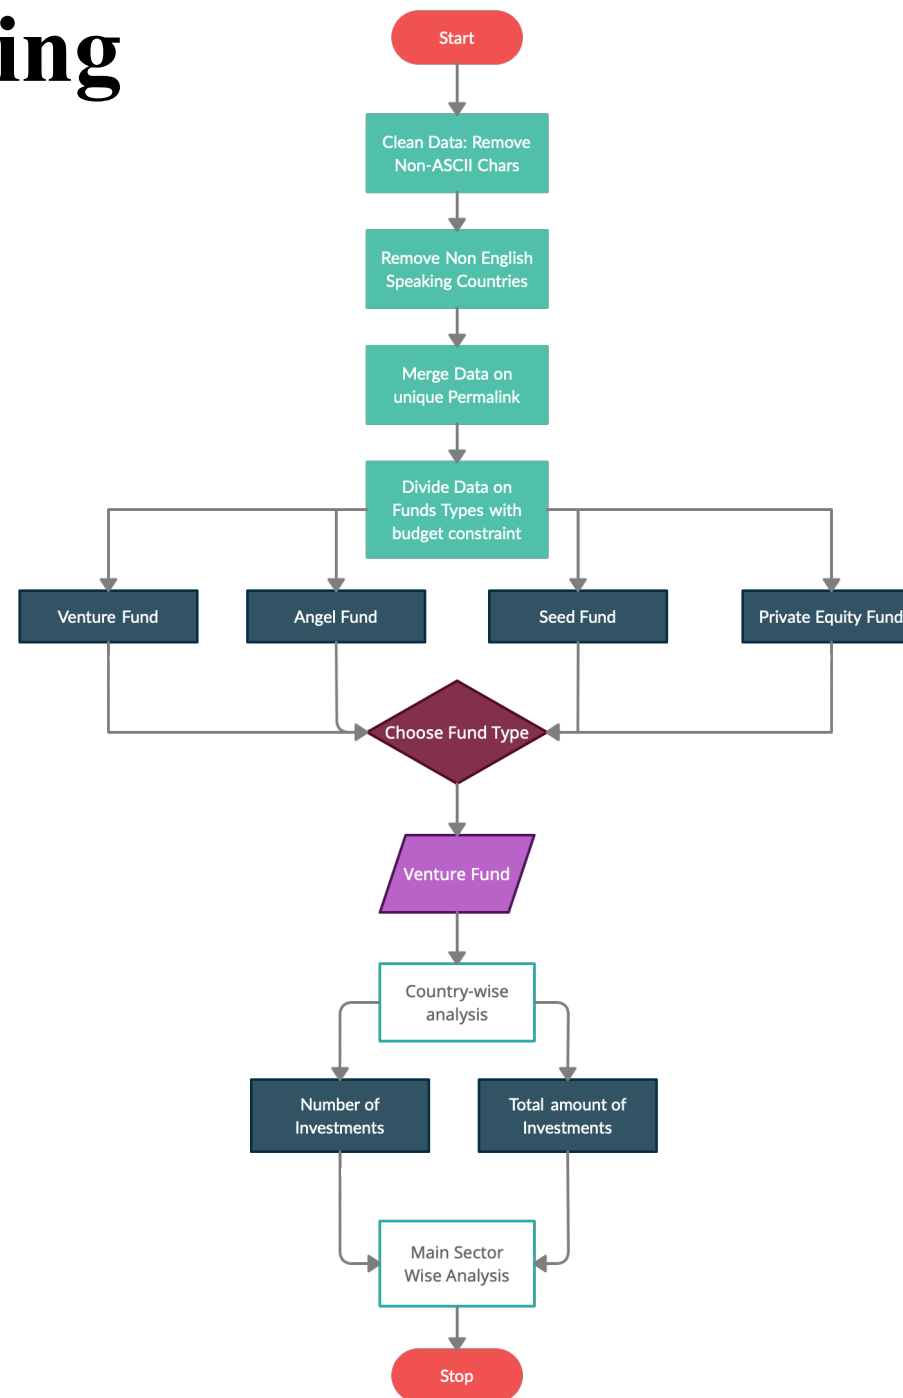 ing
Start
Clean Data: Remove
Non-ASCII Chars
Remove Non English
Speaking Countries
Merge Data on
unique Permalink
Divide Data on
Funds Types with
budget constraint
Venture Fund
Angel Fund
Seed Fund
Private Equity Fund
Choose Fund Type
Venture Fund
Country-wise
analysis
Number of
Investments
Total amount of
Investments
Main Sector
Wise Analysis
Stop